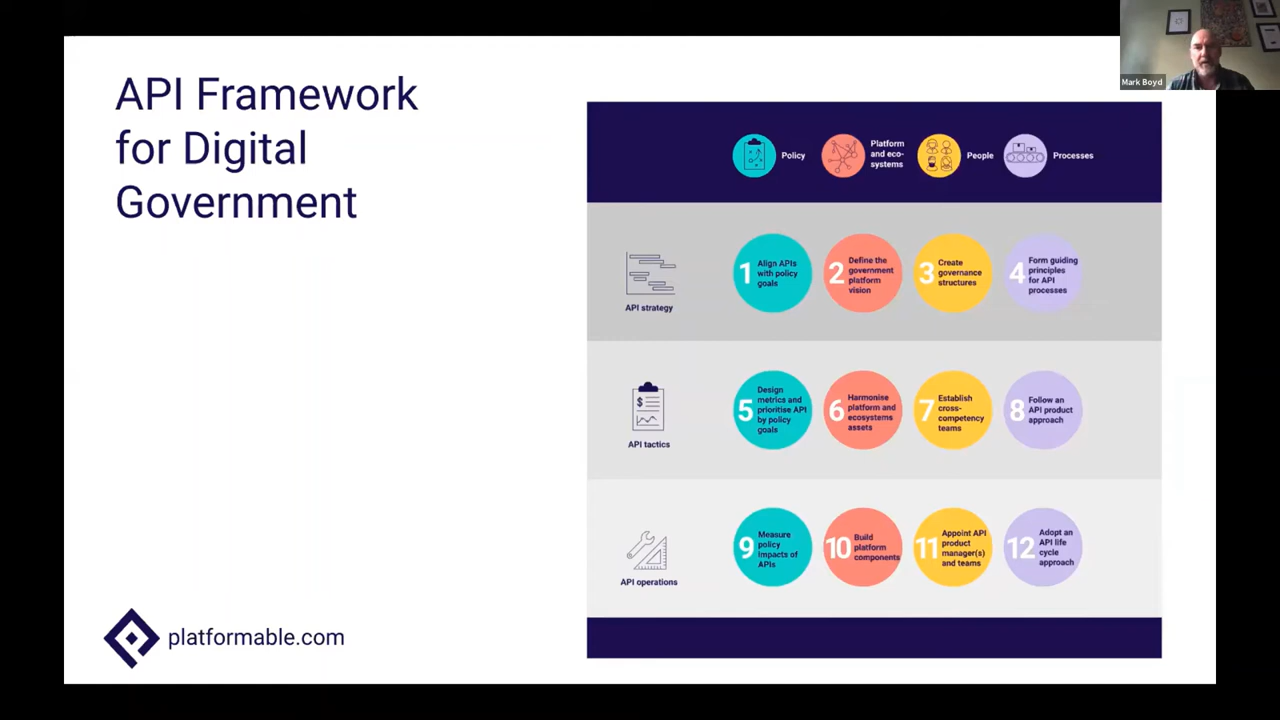 API Framework
for Digital
Government
Mark Boyd
Policy
Platform
and eco-
systems
People
Processes
API strategy
1
Align APIs
with policy
goals
2
Define the
government
platform
vision
3
Create
governance
structures
4
Form guiding
principles
for API
processes
API tactics
5
Design
metrics and
prioritise API
by policy
goals
6
Harmonise
platform and
ecosystems
assets
7
Establish
cross-
competency
teams
8
Follow an
API product
approach
API operations
9
Measure
policy
impacts of
APIs
10
Build
platform
components
11
Appoint API
product
manager(s)
and teams
12
Adopt an
API life
cycle
approach
platformable.com